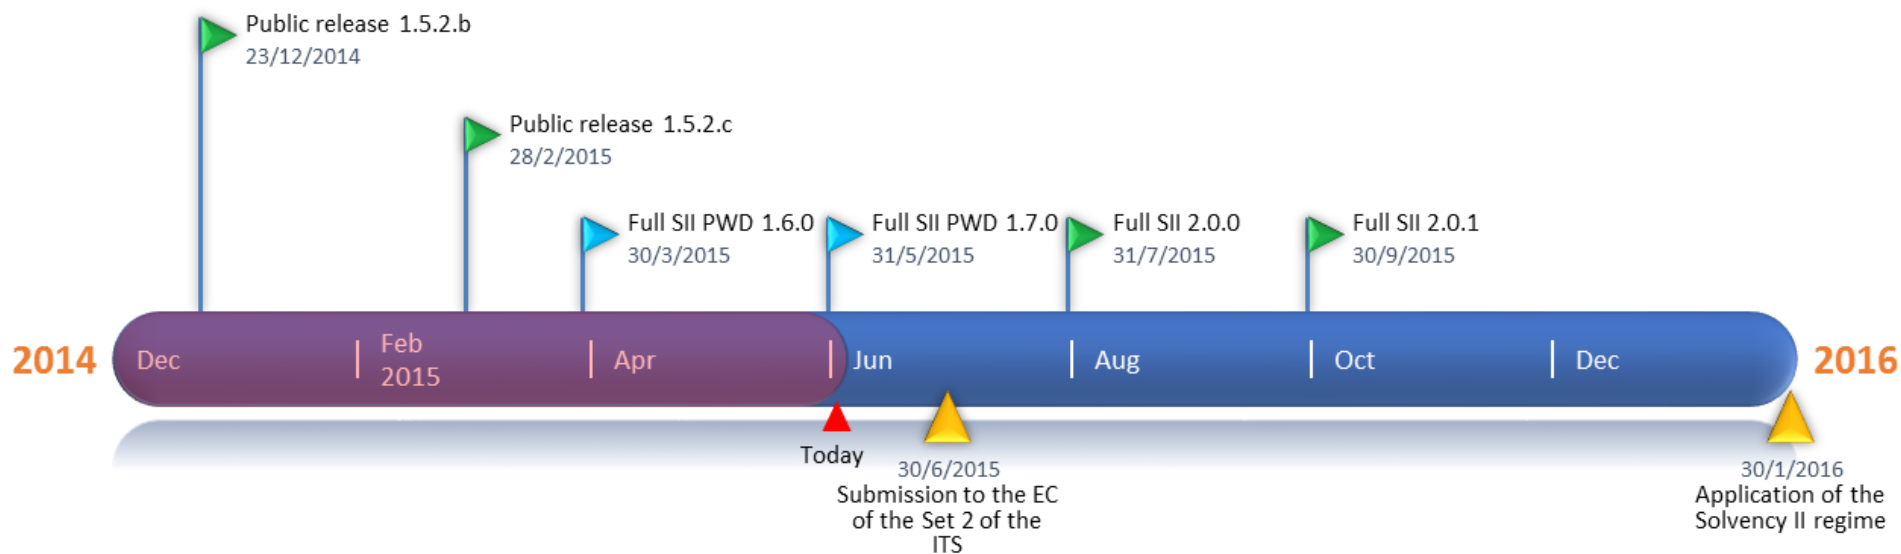 Public release 1.5.2.b
23/12/2014
Public release 1.5.2.c
28/2/2015
Full SII PWD 1.6.0
30/3/2015
Full SII PWD 1.7.0
31/5/2015
Full SII 2.0.0
31/7/2015
Full SII 2.0.1
30/9/2015
2014
Dec
Feb
2015
Apr
Jun
Aug
Oct
Dec
2016
Today
30/6/2015
Submission to the EC
of the Set 2 of the
ITS
30/1/2016
Application of the
Solvency II regime